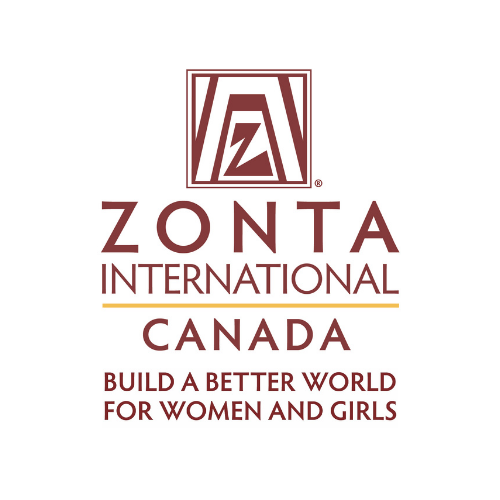 Z
®
ZONTA
INTERNATIONAL
CANADA
BUILD A BETTER WORLD
FOR WOMEN AND GIRLS